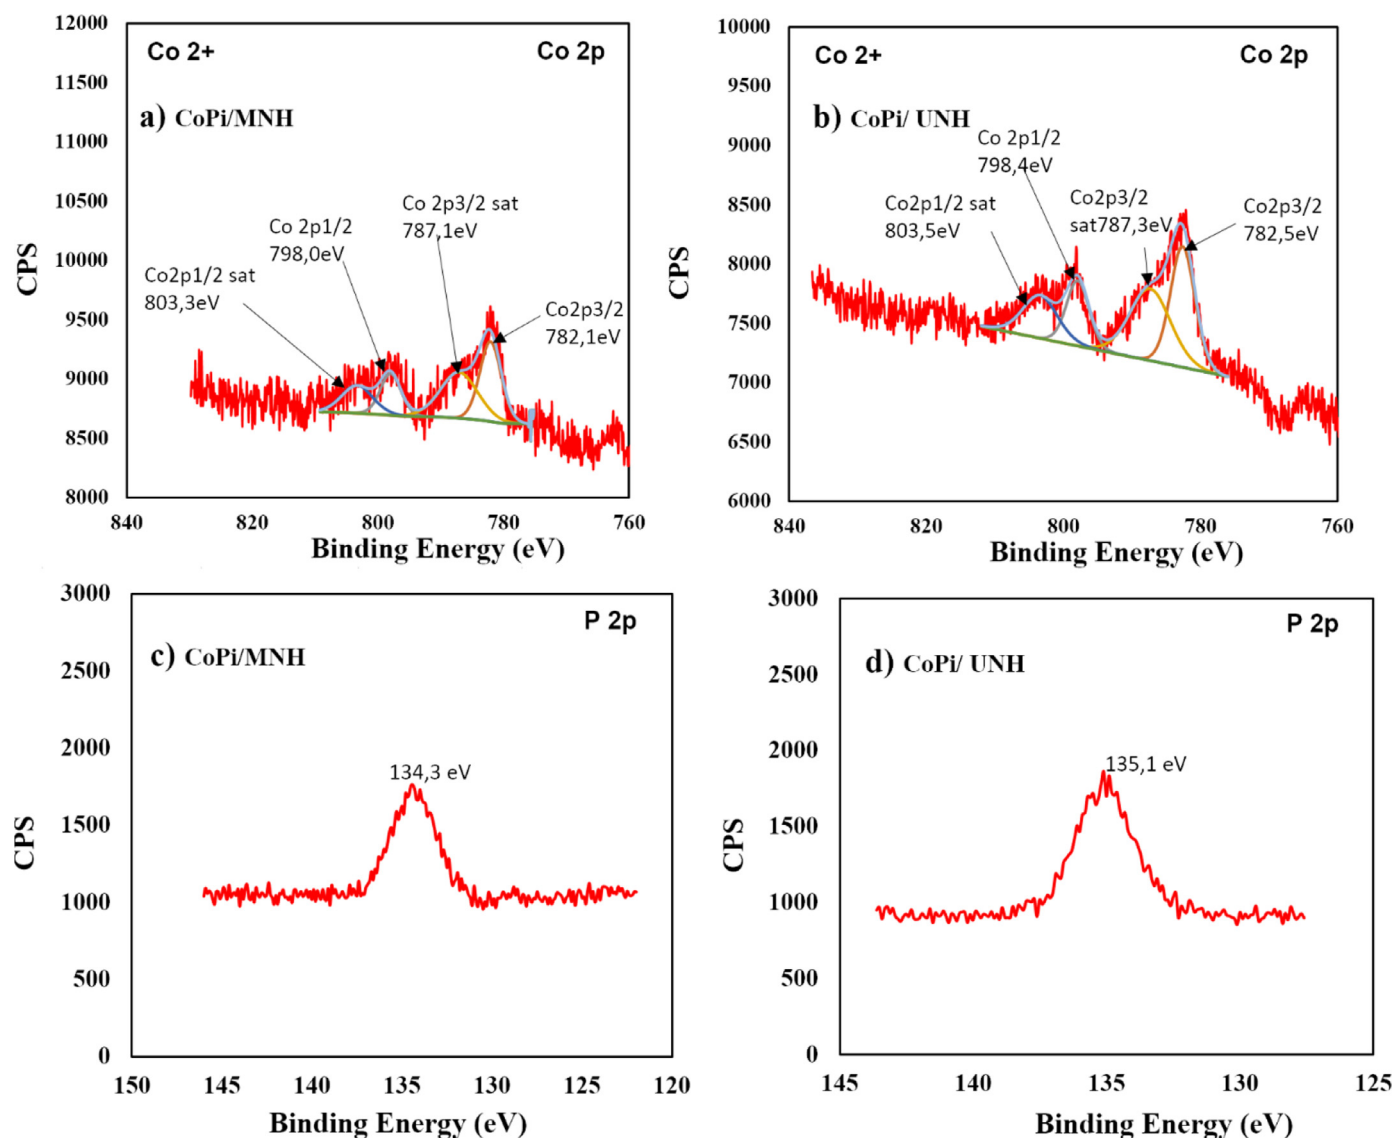 12000
11500
11000
10500
10000
9500
9000
8500
8000
CPS
Co 2+
Co 2p
a) CoPi/MNH
Co 2p3/2 sat
787,1eV
Co 2p1/2
798,0eV
Co2p1/2 sat
803,3eV
Co2p3/2
782,1eV
840 820 800 780 760
Binding Energy (eV)
10000
9500
9000
8500
8000
7500
7000
6500
6000
CPS
Co 2+
Co 2p
b) CoPi/ UNH
Co 2p1/2
798,4eV
Co2p1/2 sat
803,5eV
Co2p3/2
sat787,3eV
Co2p3/2
782,5eV
840 820 800 780 760
Binding Energy (eV)
3000
2500
2000
1500
1000
500
0
CPS
P 2p
c) CoPi/MNH
134,3 eV
150 145 140 135 130 125 120
Binding Energy (eV)
3000
2500
2000
1500
1000
500
0
CPS
P 2p
d) CoPi/ UNH
135,1 eV
145 140 135 130 125
Binding Energy (eV)